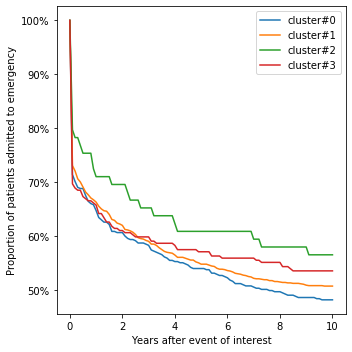 cluster#0
cluster#1
cluster#2
cluster#3
100%
90%
80%
70%
60%
50%
Proportion of patients admitted to emergency
0
2
4
6
8
10
Years after event of interest